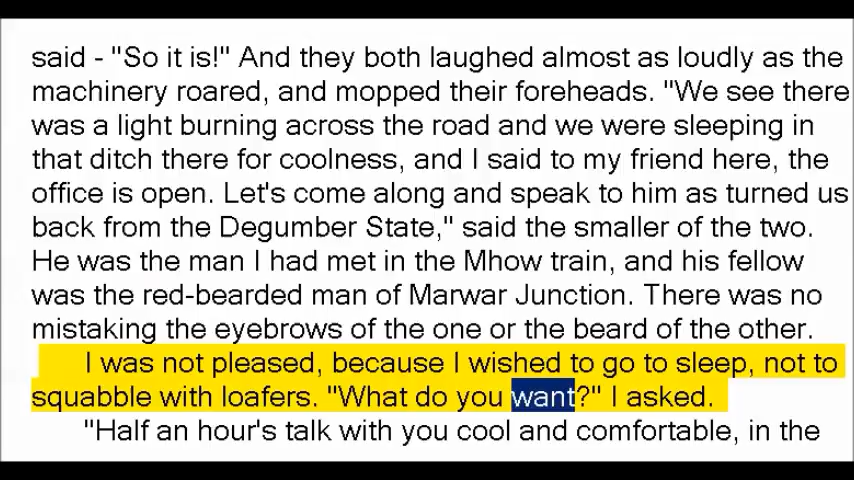 said - "So it is!" And they both laughed almost as loudly as the
machinery roared, and mopped their foreheads. "We see there
was a light burning across the road and we were sleeping in
that ditch there for coolness, and I said to my friend here, the
office is open. Let's come along and speak to him as turned us
back from the Degumber State," said the smaller of the two.
He was the man I had met in the Mhow train, and his fellow
was the red-bearded man of Marwar Junction. There was no
mistaking the eyebrows of the one or the beard of the other.
I was not pleased, because I wished to go to sleep, not to
squabble with loafers. "What do you want?" I asked.
"Half an hour's talk with you cool and comfortable, in the